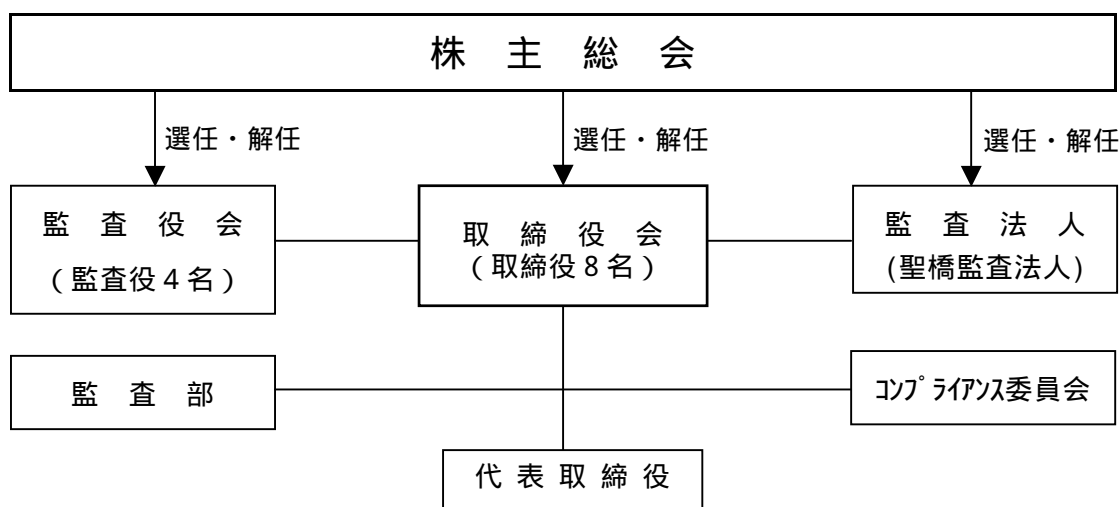 株 主 総 会
選任・解任
選任・解任
選任・解任
監 査 役 会
(監査役4名)
取 締 役 会
(取締役8名)
監 査 法 人
(聖橋監査法人)
監 査 部
コンプライアンス委員会
代 表 取 締 役